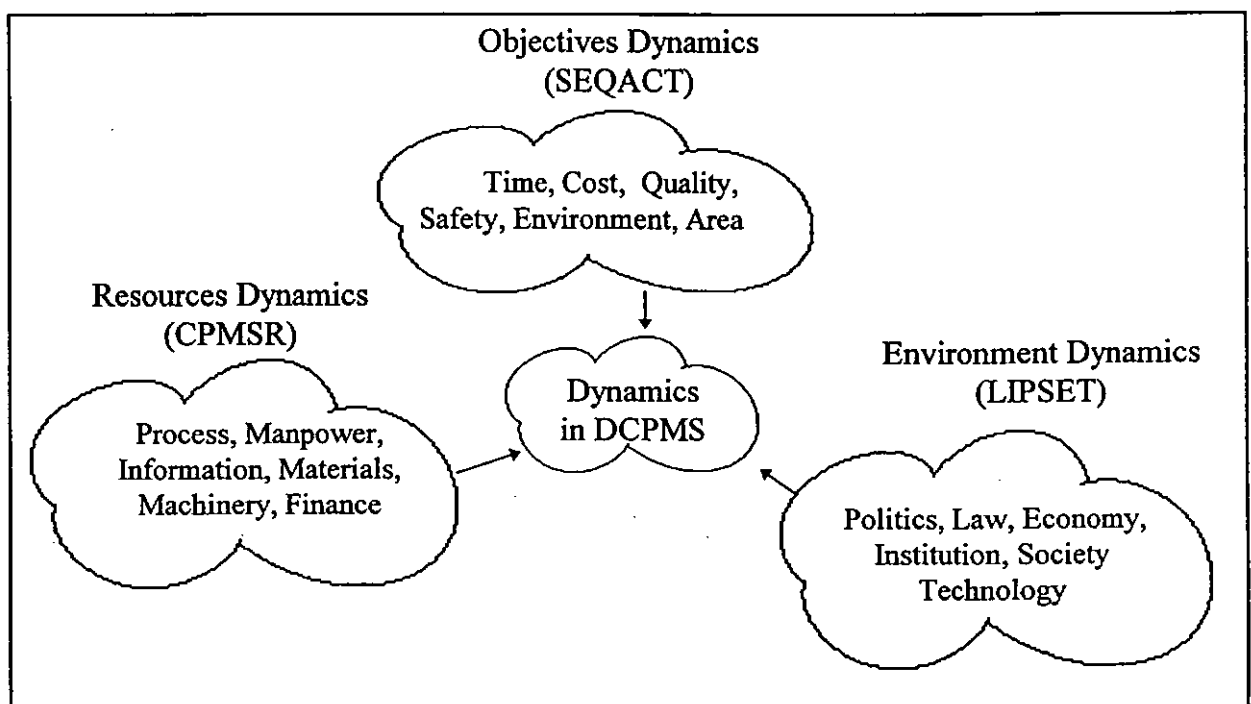 Objectives Dynamics
(SEQACT)
Time, Cost, Quality,
Safety, Environment, Area
Resources Dynamics
(CPMSR)
Process, Manpower,
Information, Materials,
Machinery, Finance
Dynamics
in DCPMS
Environment Dynamics
(LIPSET)
Politics, Law, Economy,
Institution, Society
Technology